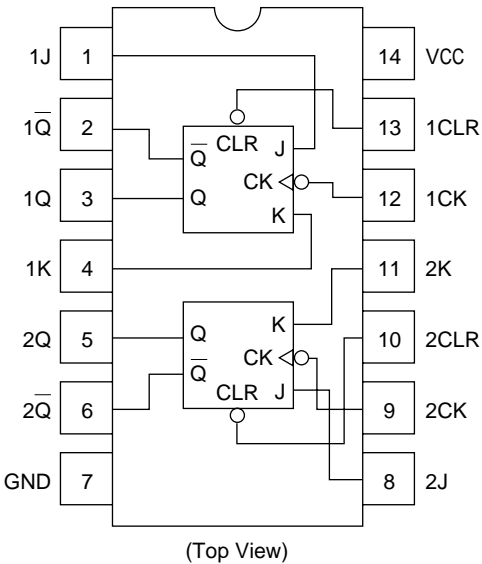 1J 1 14 VCC
1Q̅ 2 13 1CLR
CLR J
Q̅
CK
1Q 3 Q 12 1CK
K
1K 4 11 2K
2Q 5 Q K 10 2CLR
CK
Q̅
CLR J
2Q̅ 6 9 2CK
GND 7 8 2J
(Top View)